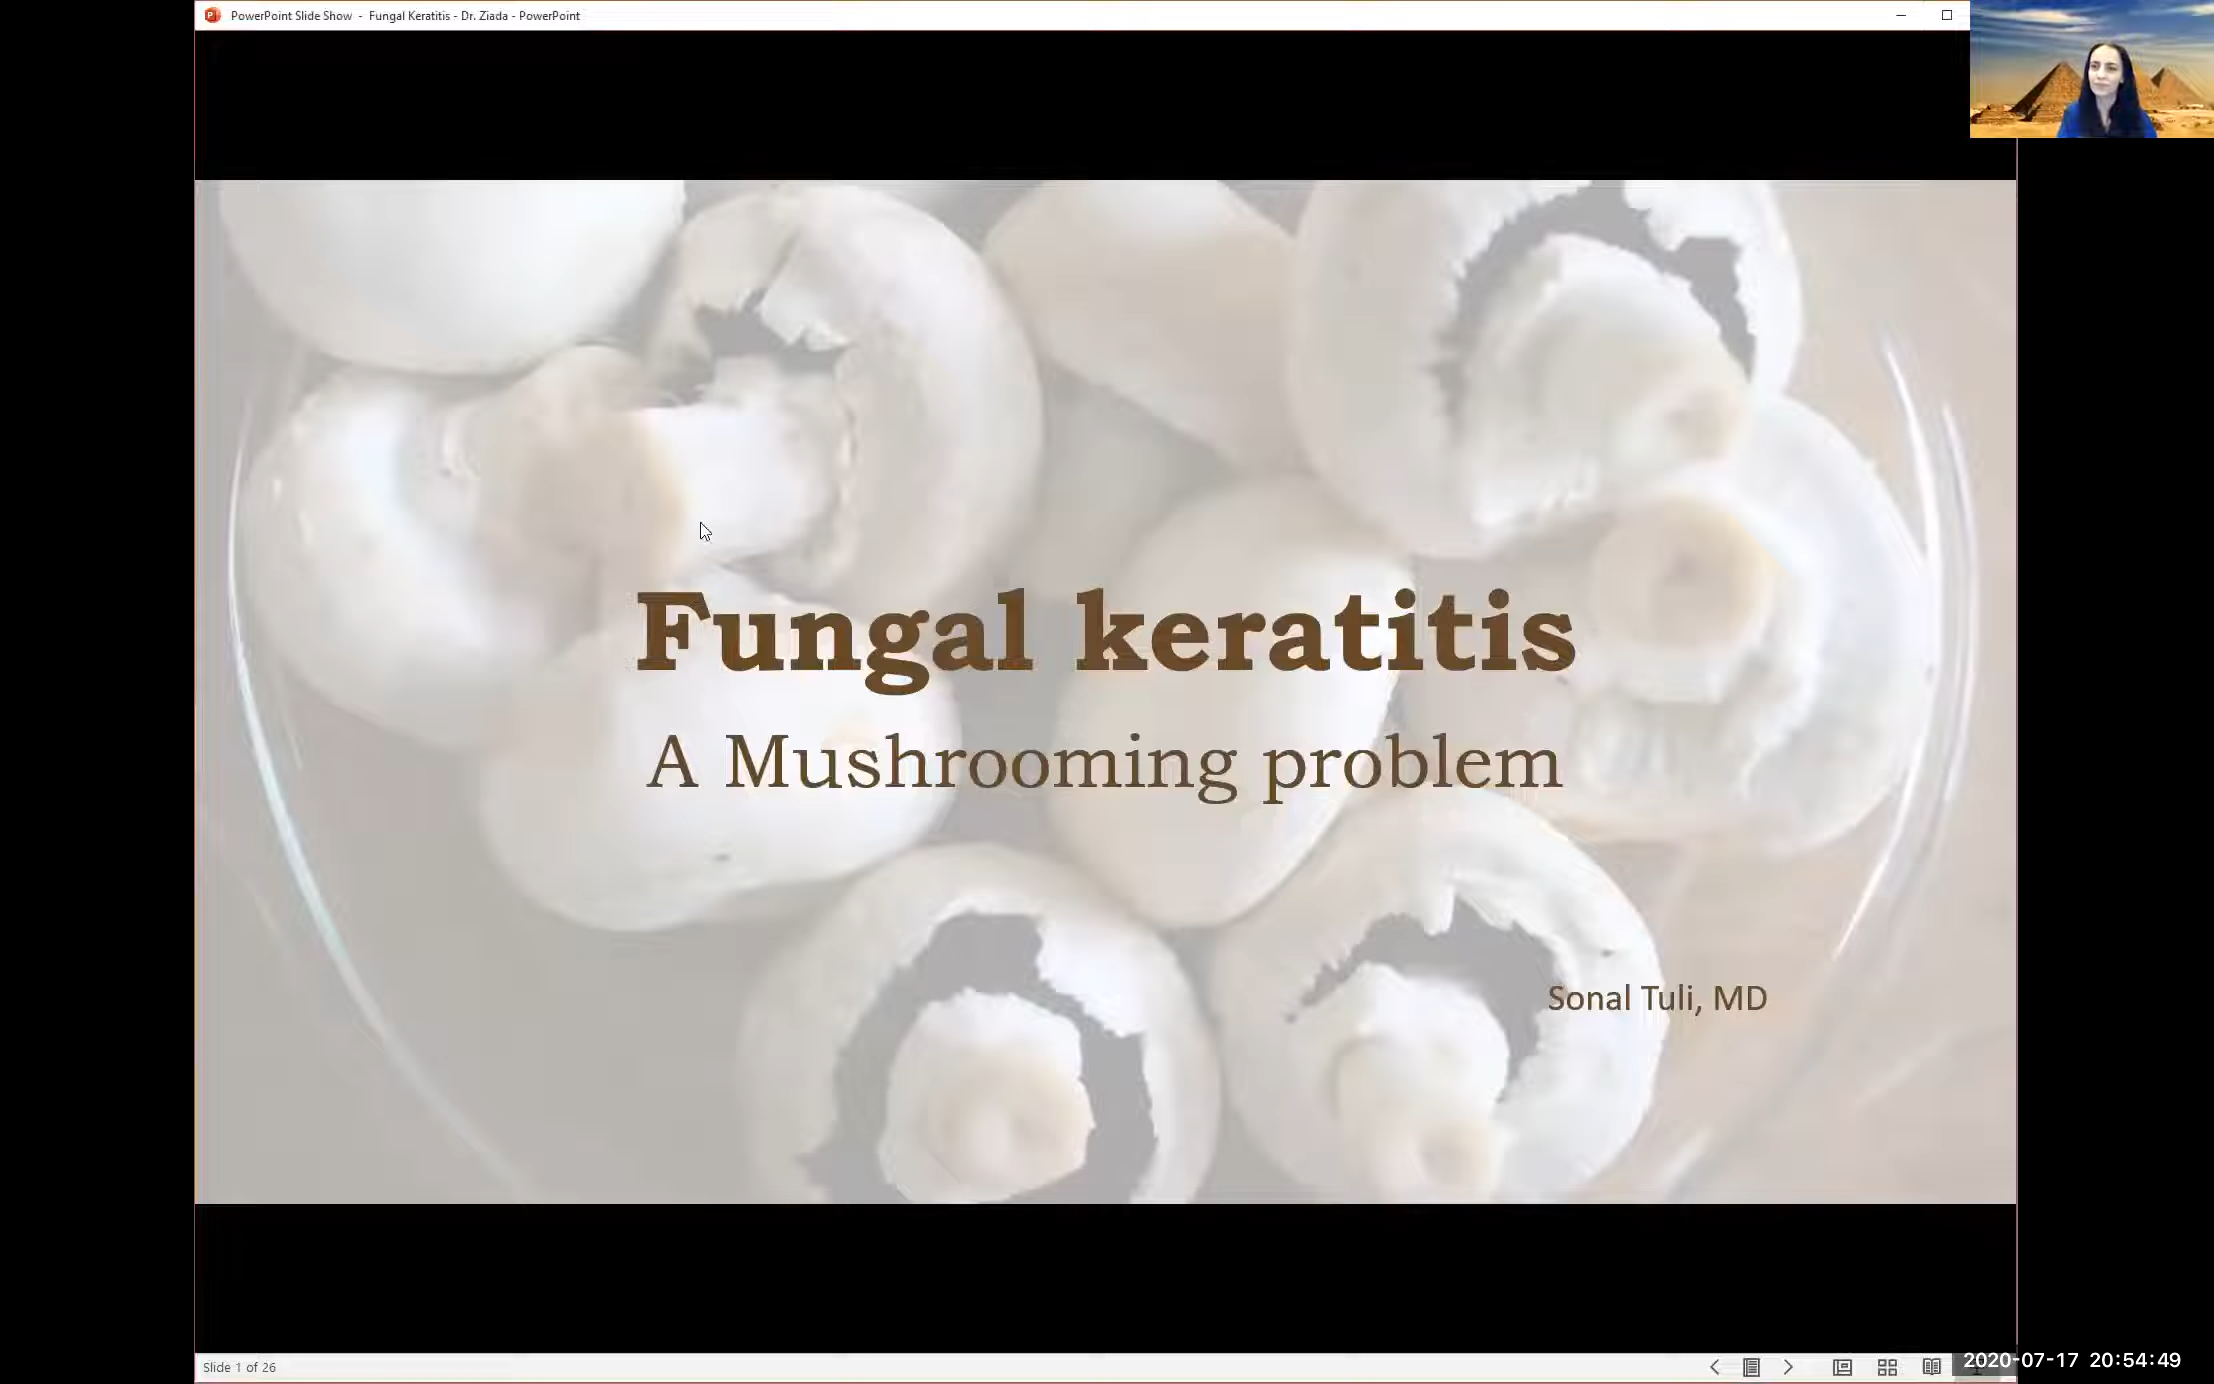 PowerPoint Slide Show - Fungal Keratitis - Dr. Ziada - PowerPoint
Fungal keratitis
A Mushrooming problem
Sonal Tuli, MD
Slide 1 of 26
2020-07-17 20:54:49